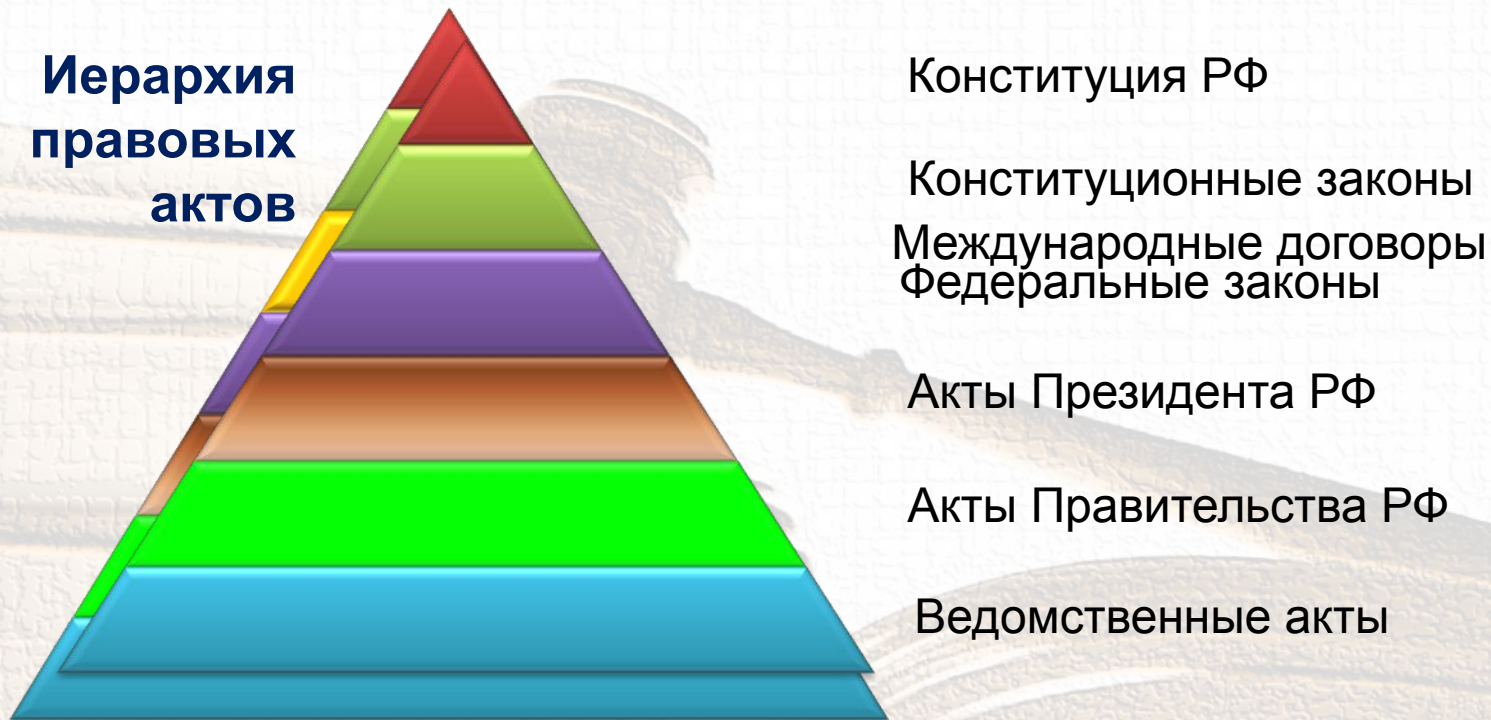 Иерархия
правовых
актов
Конституция РФ
Конституционные законы
Международные договоры
Федеральные законы
Акты Президента РФ
Акты Правительства РФ
Ведомственные акты